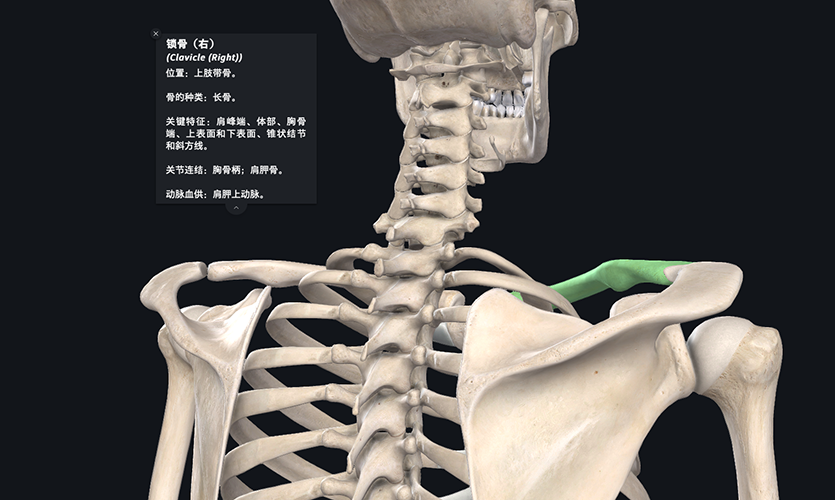 锁骨（右）
(Clavicle (Right))
位置：上肢带骨。
骨的种类：长骨。
关键特征：肩峰端、体部、胸骨
端、上表面和下表面、锥状结节
和斜方线。
关节连结：胸骨柄；肩胛骨。
动脉血供：肩胛上动脉。